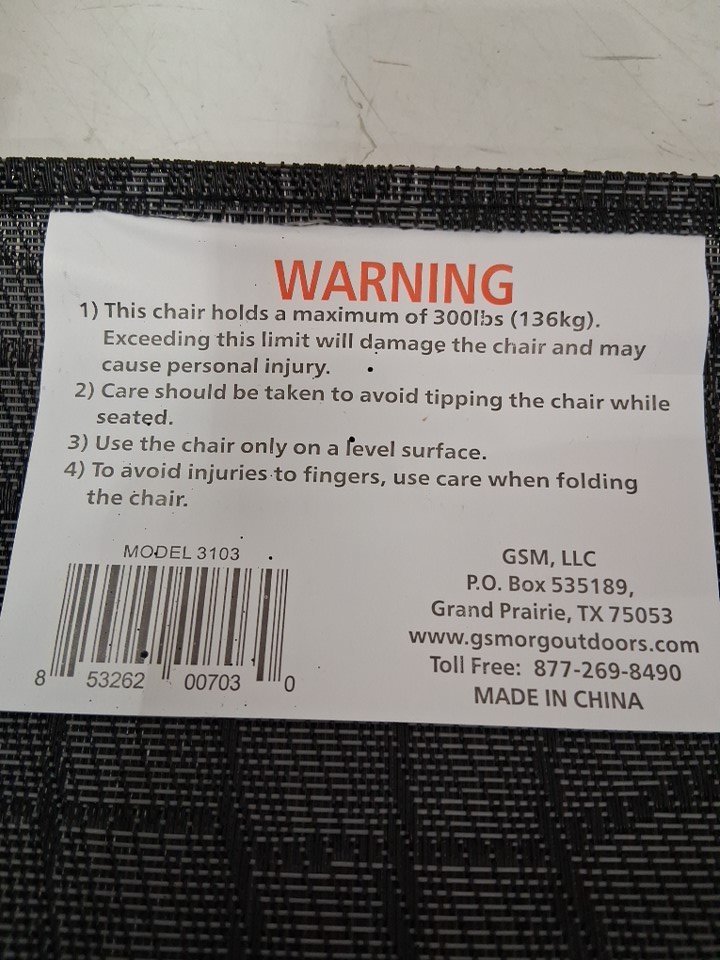 WARNING
1) This chair holds a maximum of 300lbs (136kg).
Exceeding this limit will damage the chair and may
cause personal injury.
2) Care should be taken to avoid tipping the chair while
seated.
3) Use the chair only on a level surface.
4) To avoid injuries to fingers, use care when folding
the chair.
MODEL 3103
8 53262 00703 0
GSM, LLC
P.O. Box 535189,
Grand Prairie, TX 75053
www.gsmorgoutdoors.com
Toll Free: 877-269-8490
MADE IN CHINA